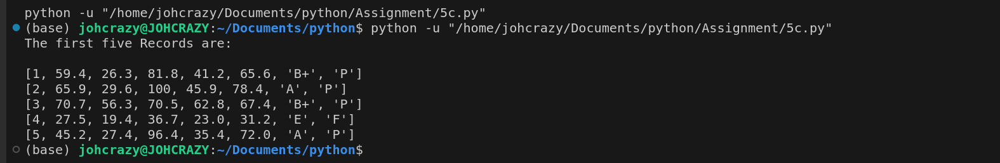 python -u "/home/johcrazy/Documents/python/Assignment/5c.py"
(base) johcrazy@JOHCRAZY:~/Documents/python$ python -u "/home/johcrazy/Documents/python/Assignment/5c.py"
The first five Records are:
[1, 59.4, 26.3, 81.8, 41.2, 65.6, 'B+', 'P']
[2, 65.9, 29.6, 100, 45.9, 78.4, 'A', 'P']
[3, 70.7, 56.3, 70.5, 62.8, 67.4, 'B+', 'P']
[4, 27.5, 19.4, 36.7, 23.0, 31.2, 'E', 'F']
[5, 45.2, 27.4, 96.4, 35.4, 72.0, 'A', 'P']
(base) johcrazy@JOHCRAZY:~/Documents/python$